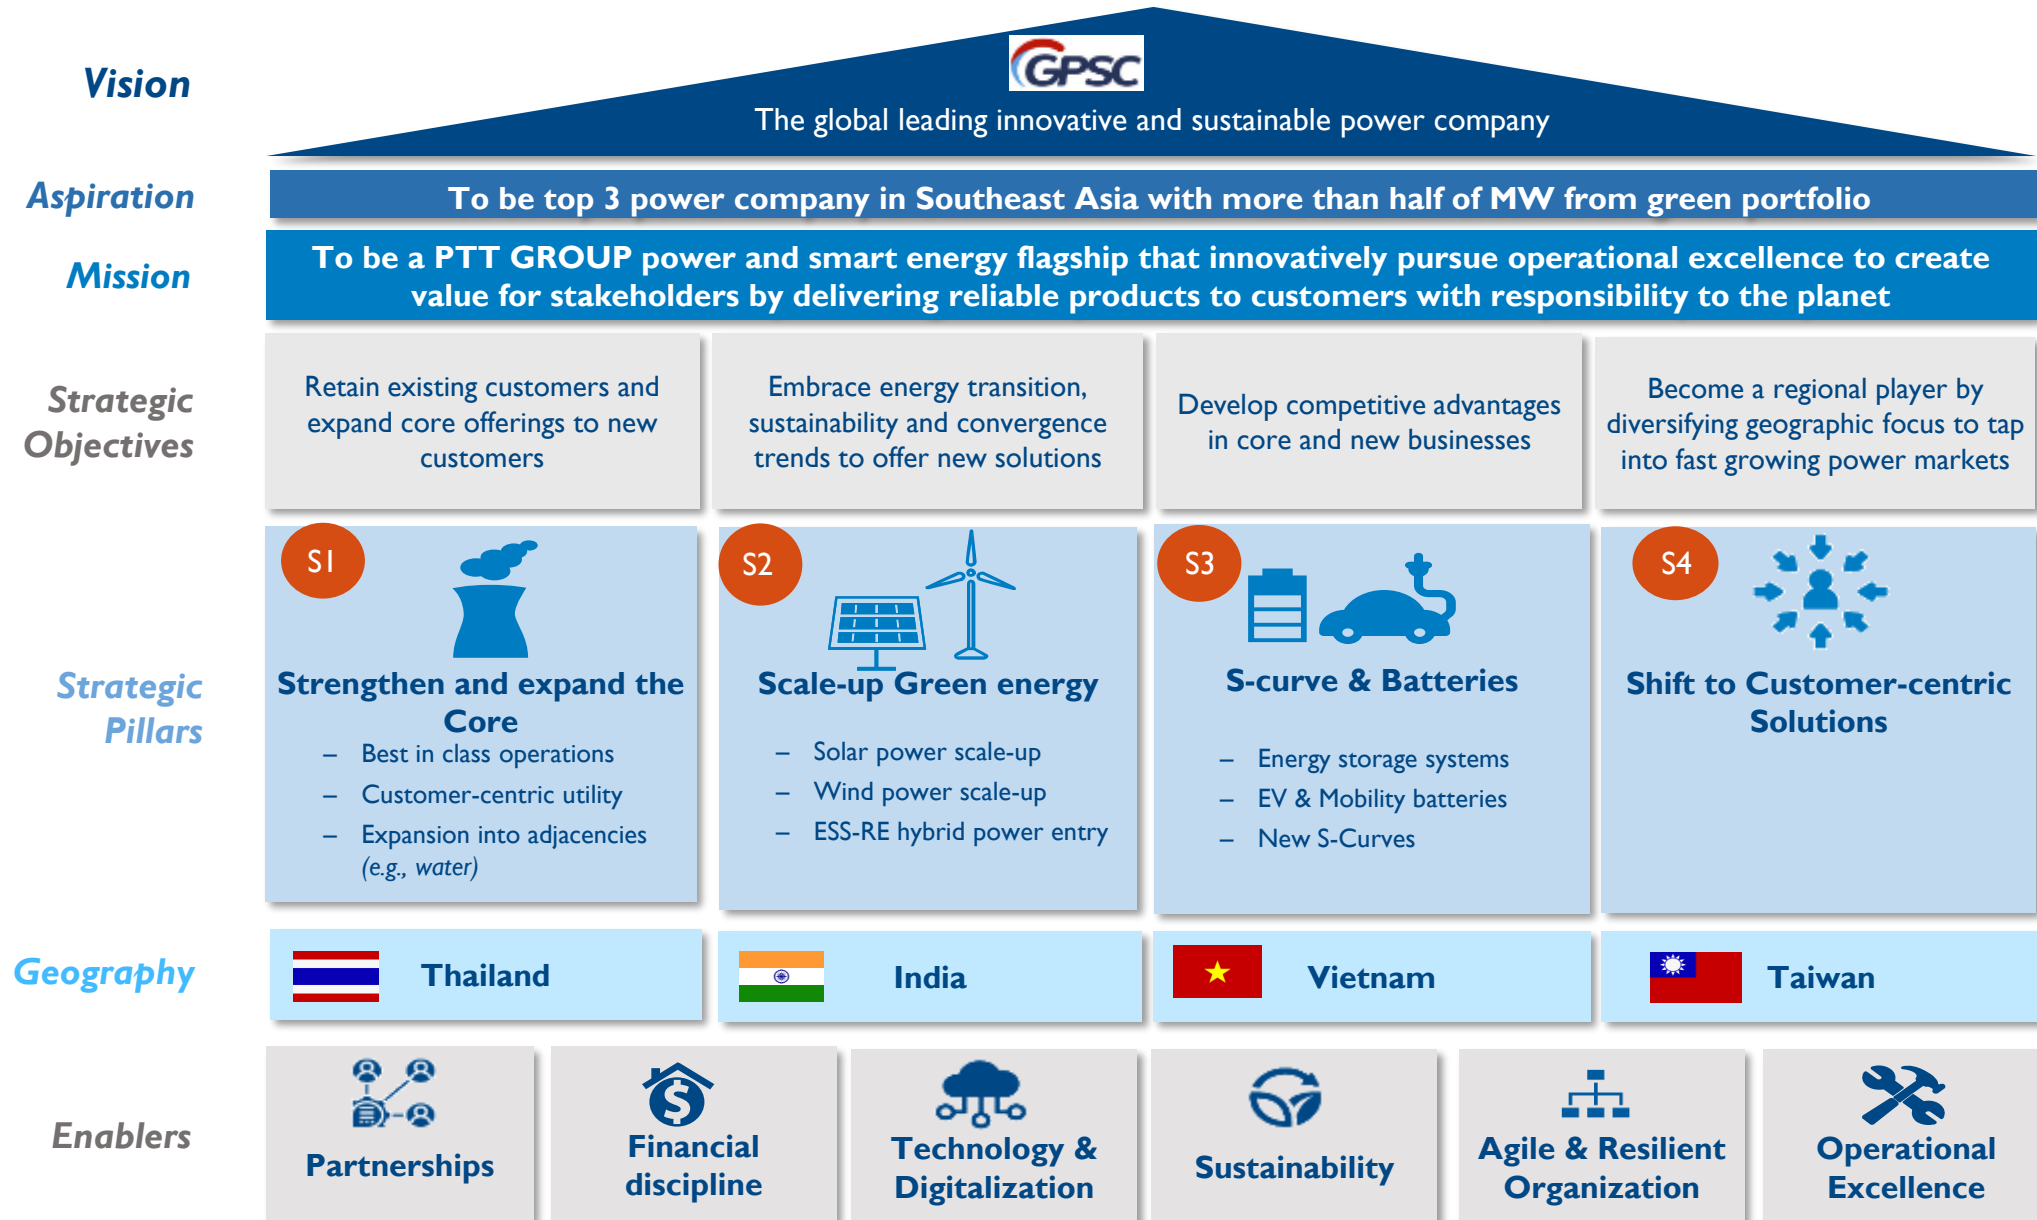 GPSC
Vision
The global leading innovative and sustainable power company
Aspiration
To be top 3 power company in Southeast Asia with more than half of MW from green portfolio
Mission
To be a PTT GROUP power and smart energy flagship that innovatively pursue operational excellence to create
value for stakeholders by delivering reliable products to customers with responsibility to the planet
Strategic
Objectives
Retain existing customers and
expand core offerings to new
customers
Embrace energy transition,
sustainability and convergence
trends to offer new solutions
Develop competitive advantages
in core and new businesses
Become a regional player by
diversifying geographic focus to tap
into fast growing power markets
Strategic
Pillars
S1
Strengthen and expand the
Core
– Best in class operations
– Customer-centric utility
– Expansion into adjacencies
(e.g., water)
S2
Scale-up Green energy
– Solar power scale-up
– Wind power scale-up
– ESS-RE hybrid power entry
S3
S-curve & Batteries
– Energy storage systems
– EV & Mobility batteries
– New S-Curves
S4
Shift to Customer-centric
Solutions
Geography
Thailand
India
Vietnam
Taiwan
Enablers
Partnerships
$
Financial
discipline
Technology &
Digitalization
Sustainability
Agile & Resilient
Organization
Operational
Excellence